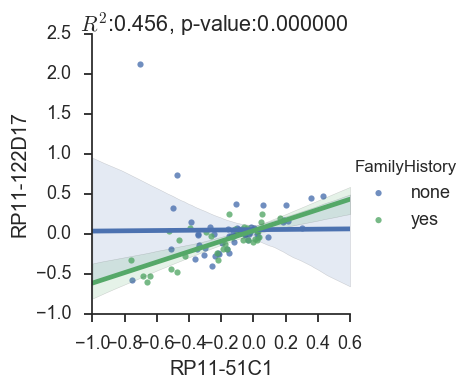 R²:0.456, p-value:0.000000
2.5
2.0
1.5
1.0
0.5
0.0
−0.5
−1.0
RP11-122D17
−1.0 −0.8 −0.6 −0.4 −0.2 0.0 0.2 0.4 0.6
RP11-51C1
FamilyHistory
none
yes